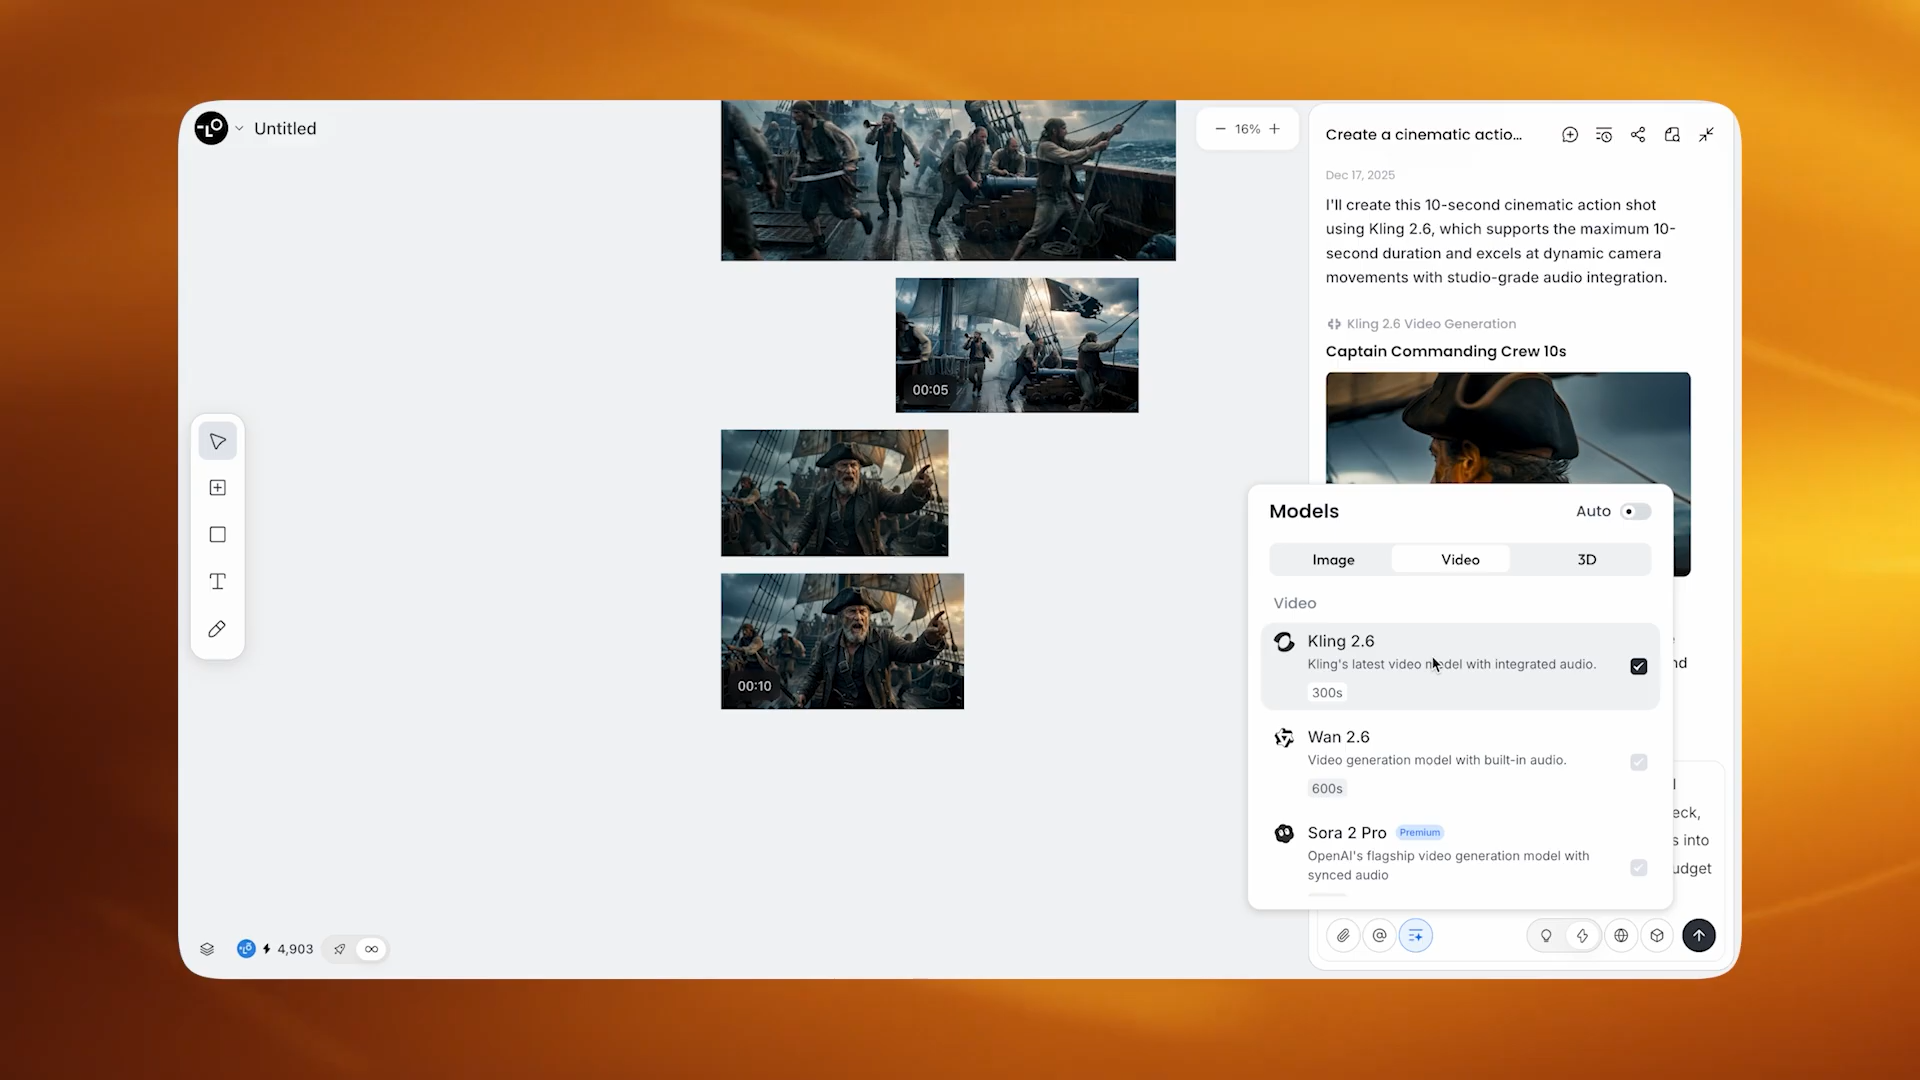 Untitled
16%
Create a cinematic actio...
Dec 17, 2025
I'll create this 10-second cinematic action shot
using Kling 2.6, which supports the maximum 10-
second duration and excels at dynamic camera
movements with studio-grade audio integration.
Kling 2.6 Video Generation
Captain Commanding Crew 10s
00:05
00:10
Models
Auto
Image
Video
3D
Video
Kling 2.6
Kling's latest video model with integrated audio.
300s
Wan 2.6
Video generation model with built-in audio.
600s
Sora 2 Pro
Premium
OpenAI's flagship video generation model with
synced audio
nd
eck,
s into
udget
4,903